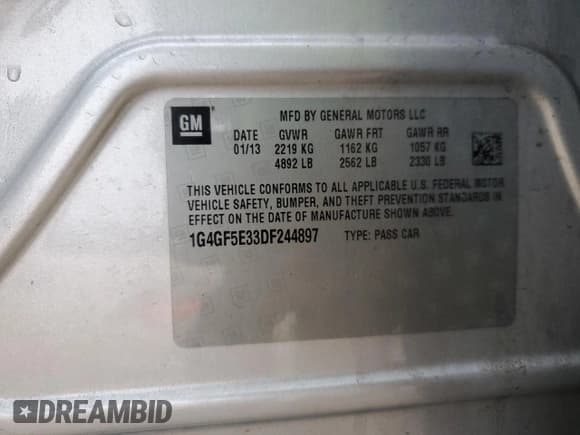 GM
MFD BY GENERAL MOTORS LLC
DATE GVWR GAWR FRT GAWR RR
01/13 2219 KG 1162 KG 1057 KG
4892 LB 2562 LB 2330 LB
THIS VEHICLE CONFORMS TO ALL APPLICABLE U.S. FEDERAL MOTOR
VEHICLE SAFETY, BUMPER, AND THEFT PREVENTION STANDARDS IN
EFFECT ON THE DATE OF MANUFACTURE SHOWN ABOVE.
1G4GF5E33DF244897 TYPE: PASS CAR
DREAMBID